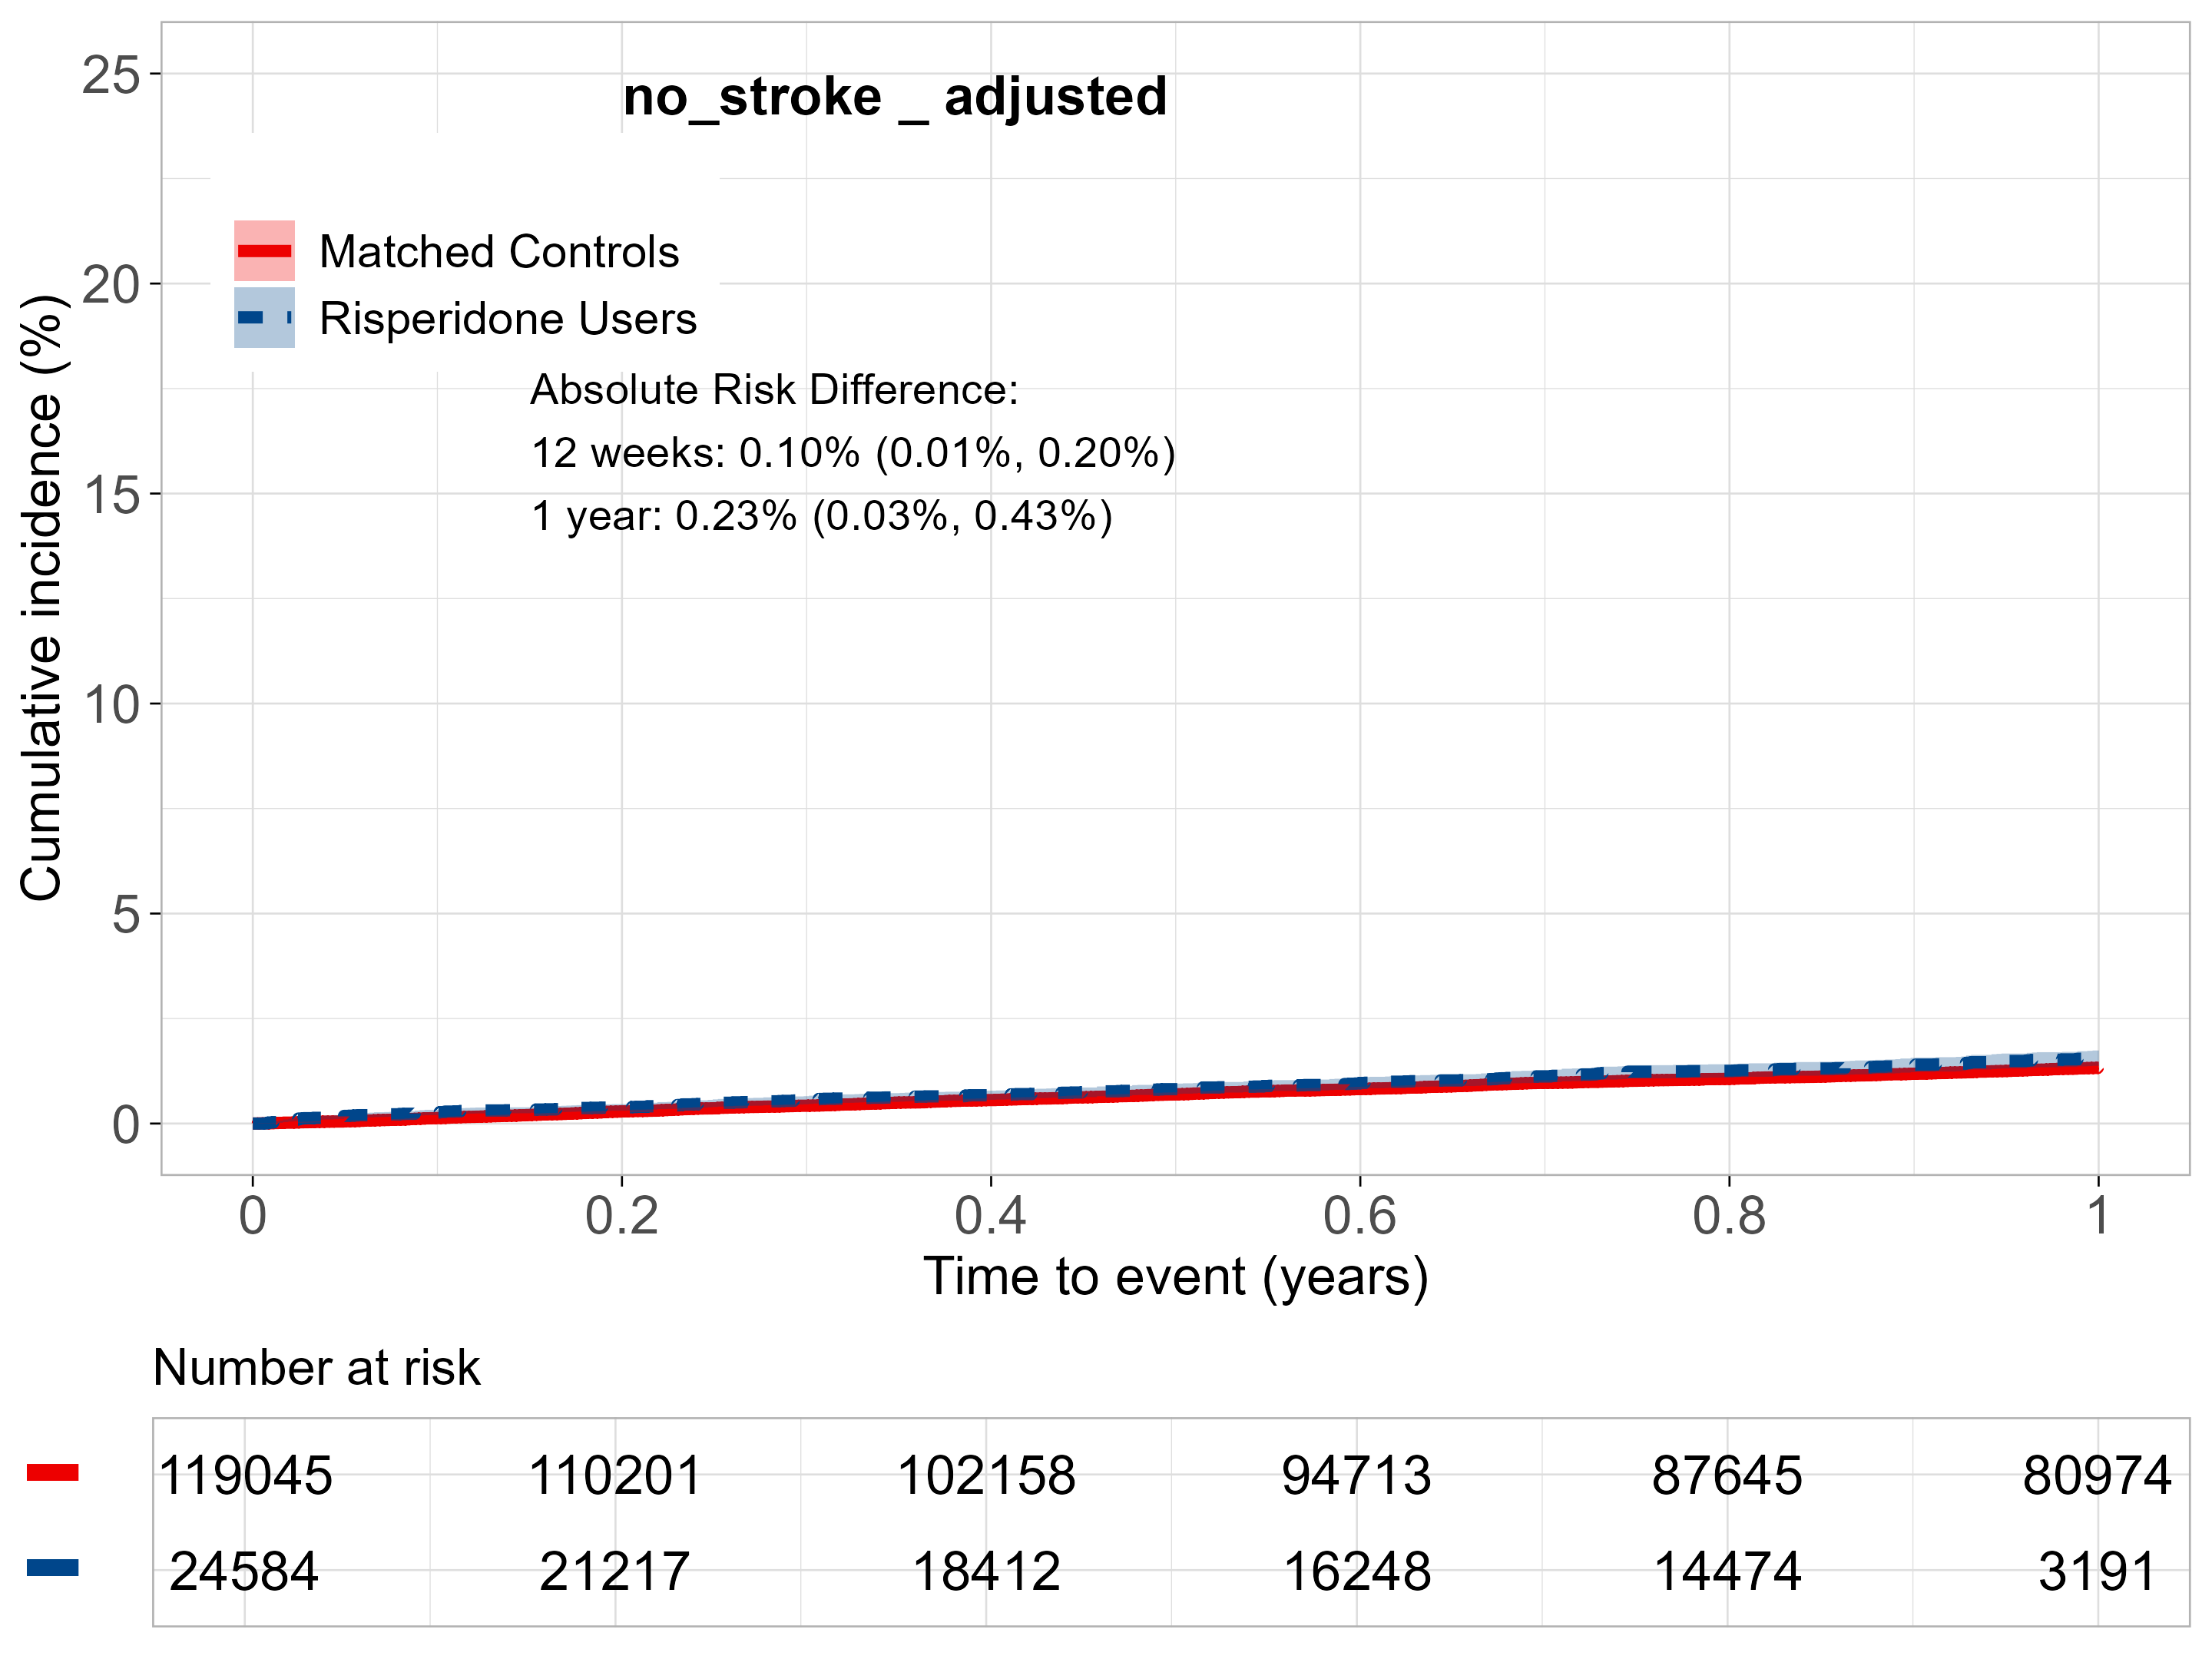 no_stroke _ adjusted
Matched Controls
Risperidone Users
Absolute Risk Difference:
12 weeks: 0.10% (0.01%, 0.20%)
1 year: 0.23% (0.03%, 0.43%)
Cumulative incidence (%)
25
20
15
10
5
0
0 0.2 0.4 0.6 0.8 1
Time to event (years)
Number at risk
119045 110201 102158 94713 87645 80974
24584 21217 18412 16248 14474 3191